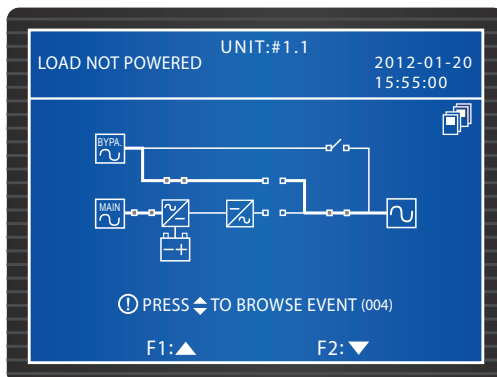 UNIT:#1.1
LOAD NOT POWERED
2012-01-20
15:55:00
BYPA.
MAIN
PRESS TO BROWSE EVENT (004)
F1:
F2: